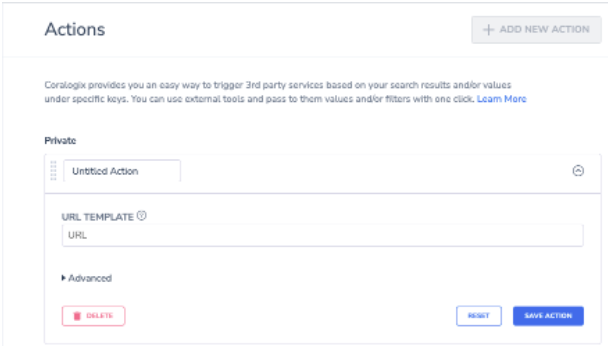 Actions
+ ADD NEW ACTION
Coralogix provides you an easy way to trigger 3rd party services based on your search results and/or values
under specific keys. You can use external tools and pass to them values and/or filters with one click. Learn More
Private
Untitled Action
URL TEMPLATE ?
URL
Advanced
DELETE
RESET
SAVE ACTION